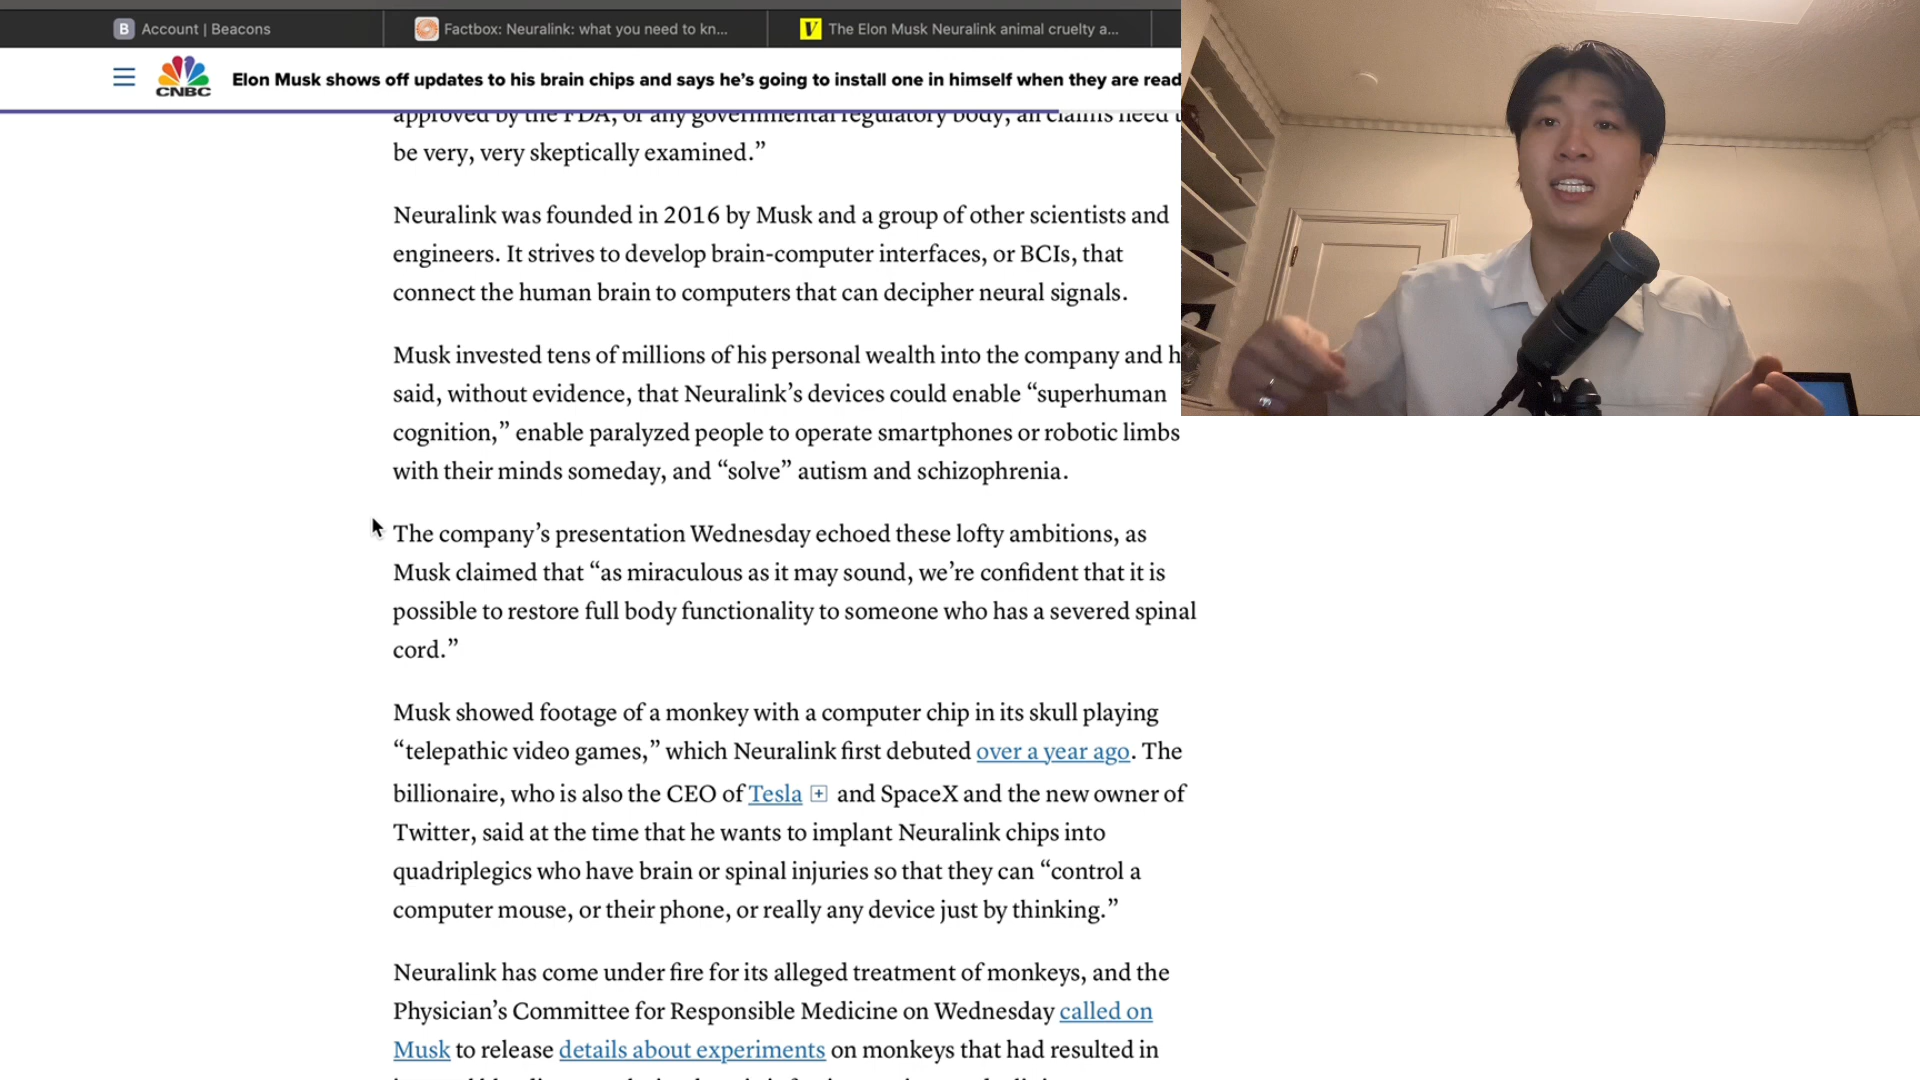 B Account | Beacons
Factbox: Neuralink: what you need to kn...
V The Elon Musk Neuralink animal cruelty a...
CNBC
Elon Musk shows off updates to his brain chips and says he’s going to install one in himself when they are read
approved by the FDA, or any governmental regulatory body, all claims need
be very, very skeptically examined.”
Neuralink was founded in 2016 by Musk and a group of other scientists and
engineers. It strives to develop brain-computer interfaces, or BCIs, that
connect the human brain to computers that can decipher neural signals.
Musk invested tens of millions of his personal wealth into the company and h
said, without evidence, that Neuralink’s devices could enable “superhuman
cognition,” enable paralyzed people to operate smartphones or robotic limbs
with their minds someday, and “solve” autism and schizophrenia.
The company’s presentation Wednesday echoed these lofty ambitions, as
Musk claimed that “as miraculous as it may sound, we’re confident that it is
possible to restore full body functionality to someone who has a severed spinal
cord.”
Musk showed footage of a monkey with a computer chip in its skull playing
“telepathic video games,” which Neuralink first debuted over a year ago. The
billionaire, who is also the CEO of Tesla + and SpaceX and the new owner of
Twitter, said at the time that he wants to implant Neuralink chips into
quadriplegics who have brain or spinal injuries so that they can “control a
computer mouse, or their phone, or really any device just by thinking.”
Neuralink has come under fire for its alleged treatment of monkeys, and the
Physician’s Committee for Responsible Medicine on Wednesday called on
Musk to release details about experiments on monkeys that had resulted in